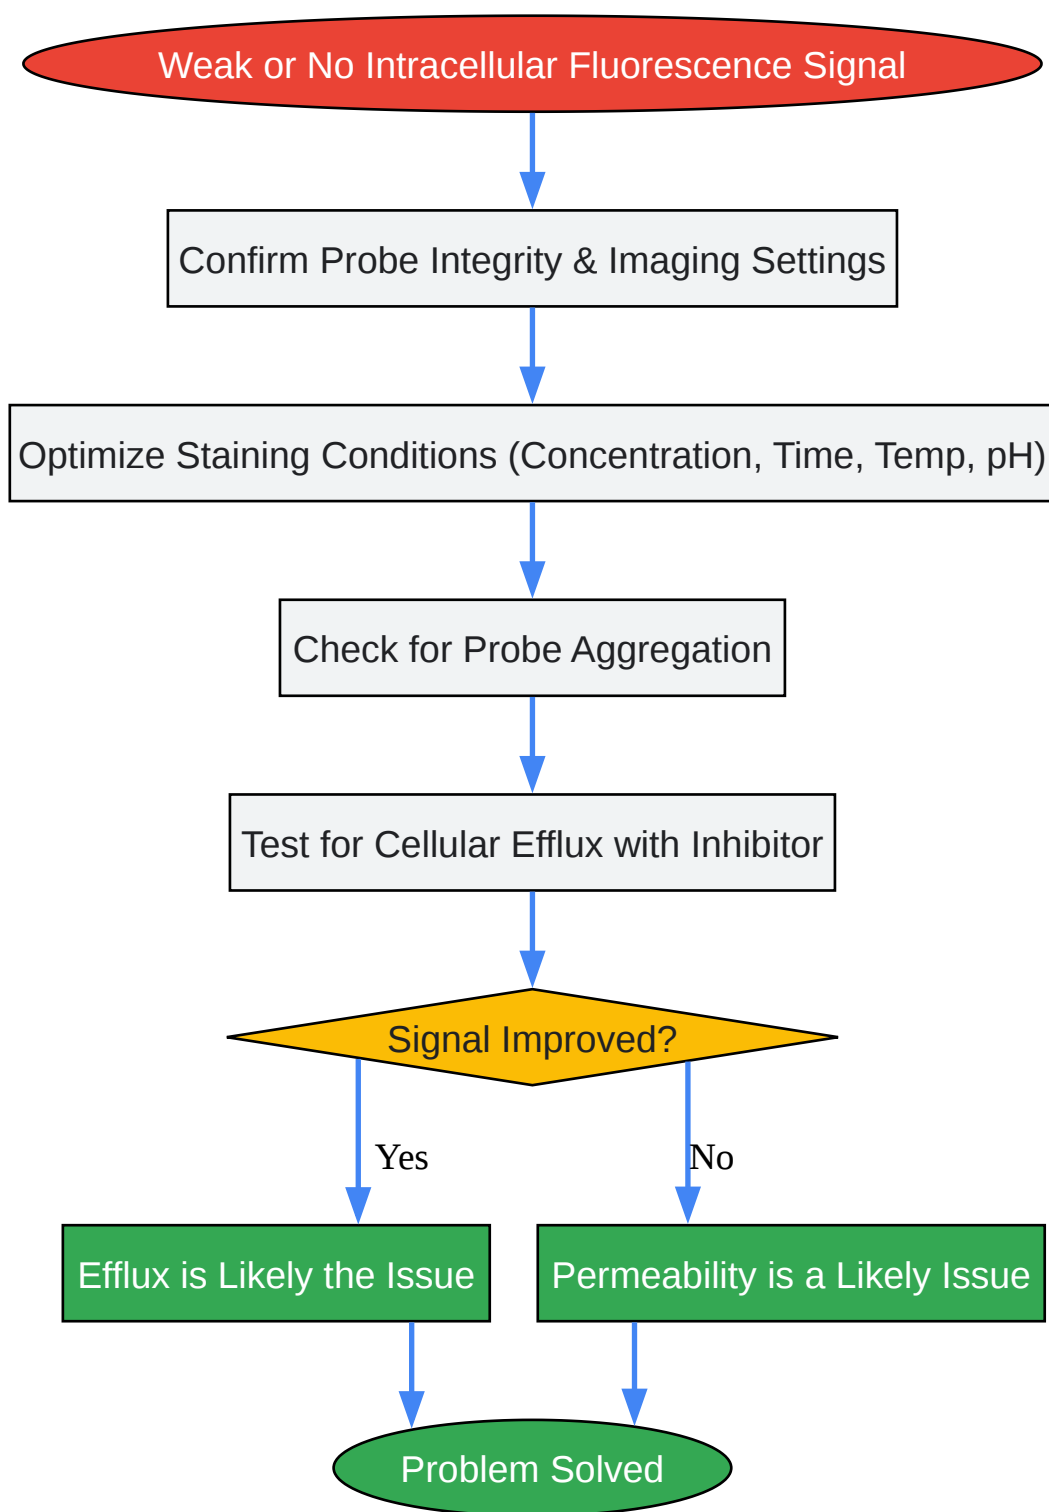 Weak or No Intracellular Fluorescence Signal
Confirm Probe Integrity & Imaging Settings
Optimize Staining Conditions (Concentration, Time, Temp, pH)
Check for Probe Aggregation
Test for Cellular Efflux with Inhibitor
Signal Improved?
Yes
No
Efflux is Likely the Issue
Permeability is a Likely Issue
Problem Solved